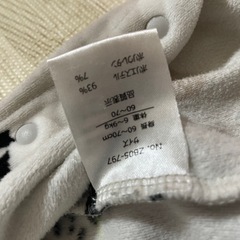 No. ZB05-797
サイズ
身長 60~70cm
体重 6~9kg
60~70
品質表示
ポリエステル 93%
ポリウレタン 7%